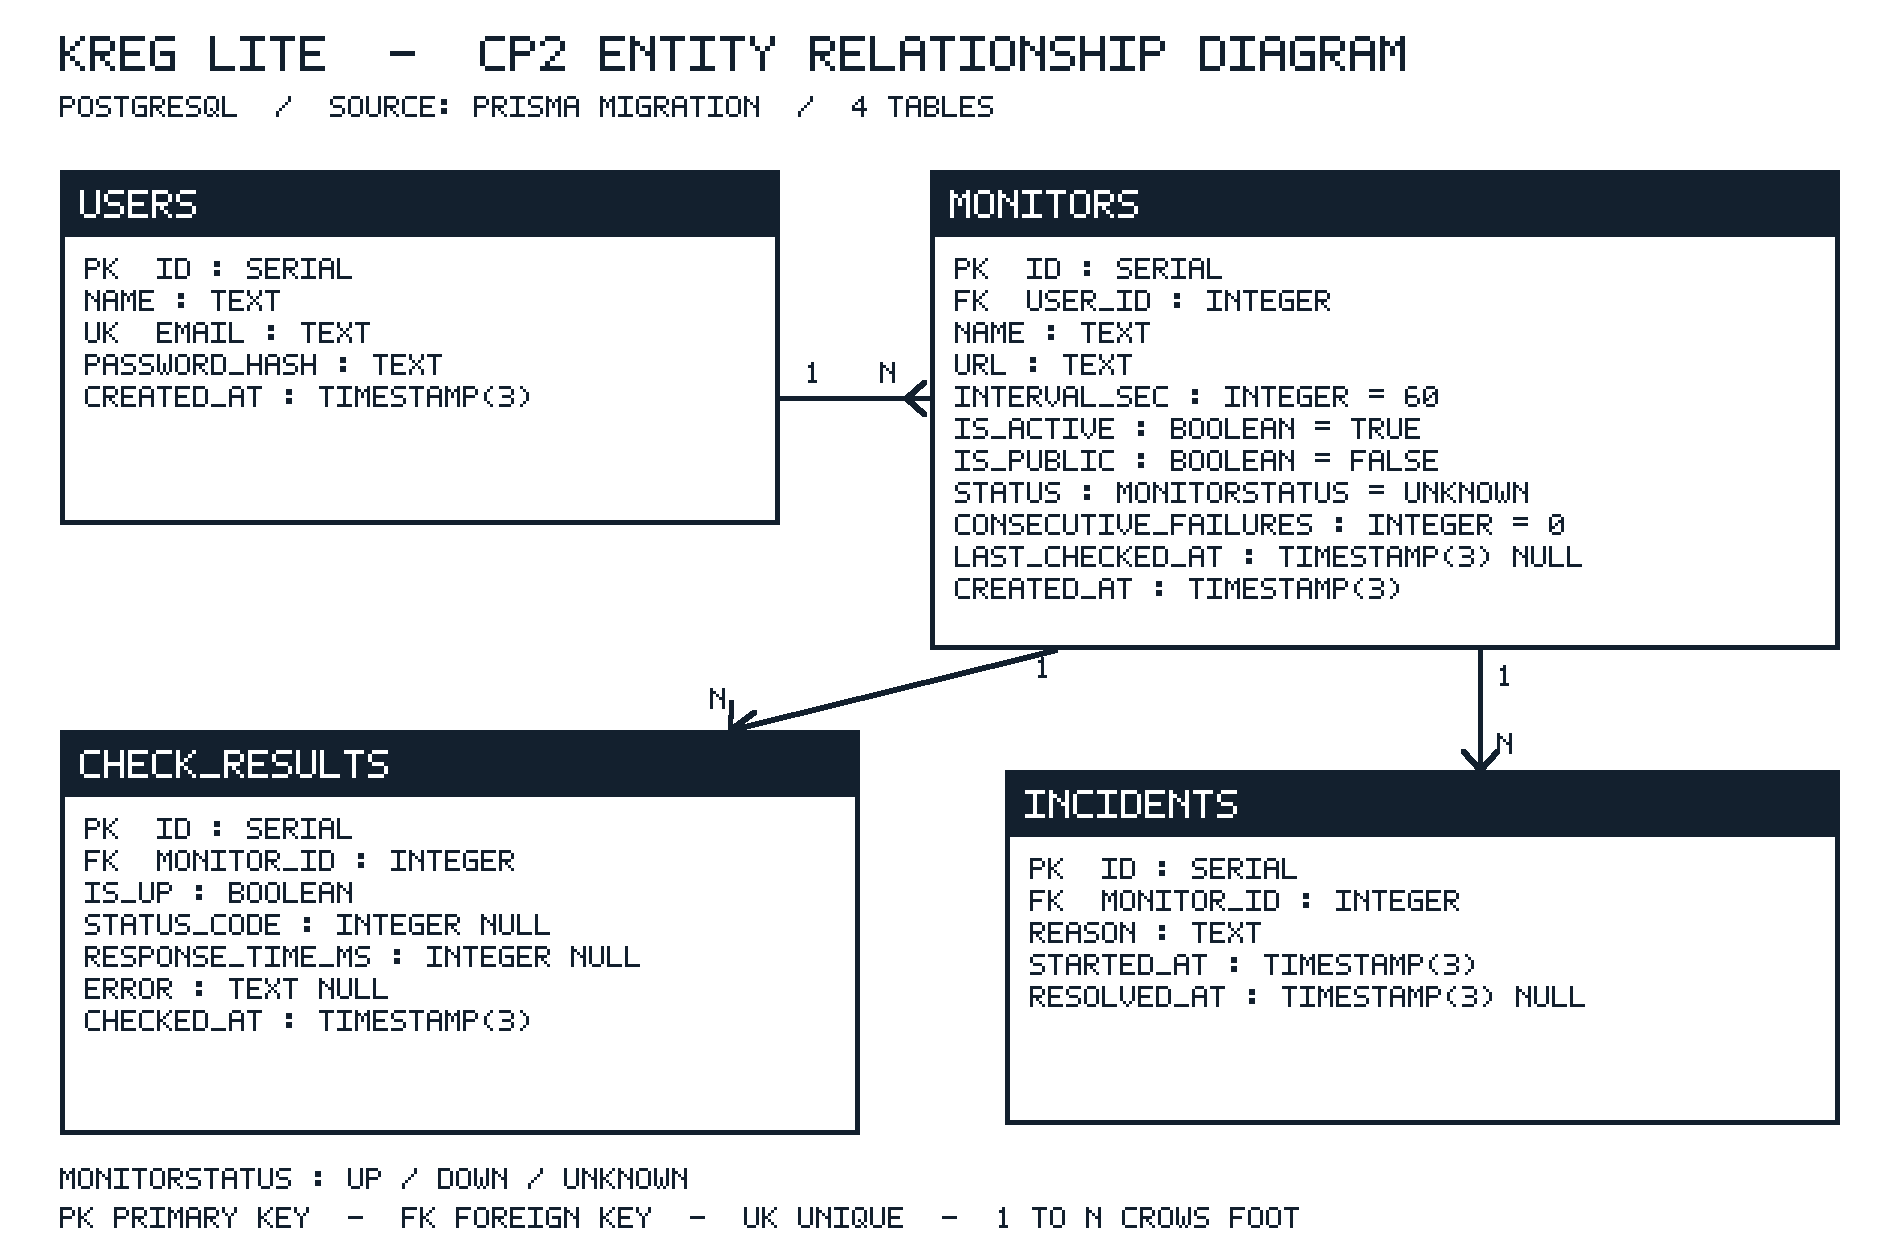 KREG LITE - CP2 ENTITY RELATIONSHIP DIAGRAM
POSTGRESQL / SOURCE: PRISMA MIGRATION / 4 TABLES
USERS
PK ID : SERIAL
NAME : TEXT
UK EMAIL : TEXT
PASSWORD_HASH : TEXT
CREATED_AT : TIMESTAMP(3)
1 N
MONITORS
PK ID : SERIAL
FK USER_ID : INTEGER
NAME : TEXT
URL : TEXT
INTERVAL_SEC : INTEGER = 60
IS_ACTIVE : BOOLEAN = TRUE
IS_PUBLIC : BOOLEAN = FALSE
STATUS : MONITORSTATUS = UNKNOWN
CONSECUTIVE_FAILURES : INTEGER = 0
LAST_CHECKED_AT : TIMESTAMP(3) NULL
CREATED_AT : TIMESTAMP(3)
1
N
1
N
CHECK_RESULTS
PK ID : SERIAL
FK MONITOR_ID : INTEGER
IS_UP : BOOLEAN
STATUS_CODE : INTEGER NULL
RESPONSE_TIME_MS : INTEGER NULL
ERROR : TEXT NULL
CHECKED_AT : TIMESTAMP(3)
INCIDENTS
PK ID : SERIAL
FK MONITOR_ID : INTEGER
REASON : TEXT
STARTED_AT : TIMESTAMP(3)
RESOLVED_AT : TIMESTAMP(3) NULL
MONITORSTATUS : UP / DOWN / UNKNOWN
PK PRIMARY KEY - FK FOREIGN KEY - UK UNIQUE - 1 TO N CROWS FOOT